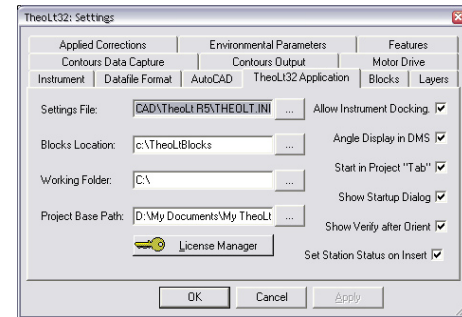 TheoLt32: Settings
Applied Corrections Environmental Parameters Features
Contours Data Capture Contours Output Motor Drive
Instrument Datafile Format AutoCAD TheoLt32 Application Blocks Layers
Settings File: CAD\TheoLt R5\THEOLT.INI ... Allow Instrument Docking.
Angle Display in DMS
Blocks Location: c:\TheoLtBlocks ...
Start in Project "Tab"
Working Folder: C:\ ...
Show Startup Dialog
Project Base Path: D:\My Documents\My TheoLt ...
Show Verify after Orient
License Manager
Set Station Status on Insert
OK Cancel Apply